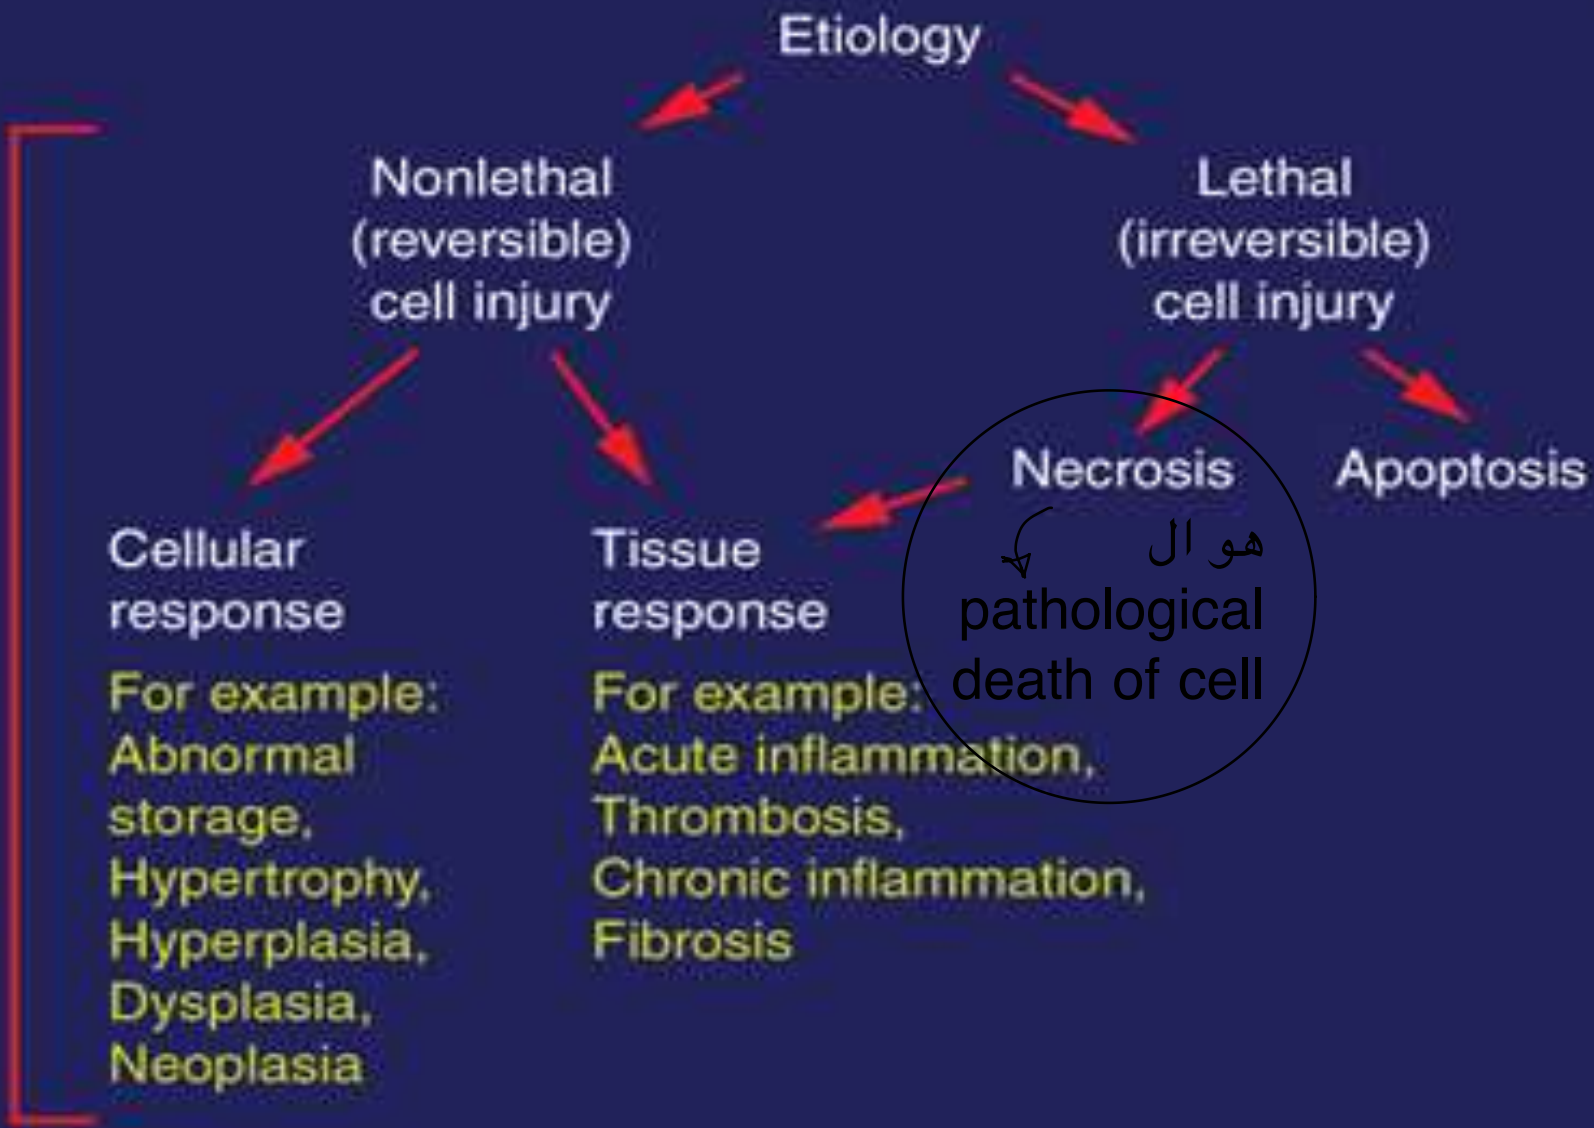 Etiology
Nonlethal
(reversible)
cell injury
Lethal
(irreversible)
cell injury
Necrosis
Apoptosis
هو ال
pathological
death of cell
Cellular
response
For example:
Abnormal
storage,
Hypertrophy,
Hyperplasia,
Dysplasia,
Neoplasia
Tissue
response
For example:
Acute inflammation,
Thrombosis,
Chronic inflammation,
Fibrosis